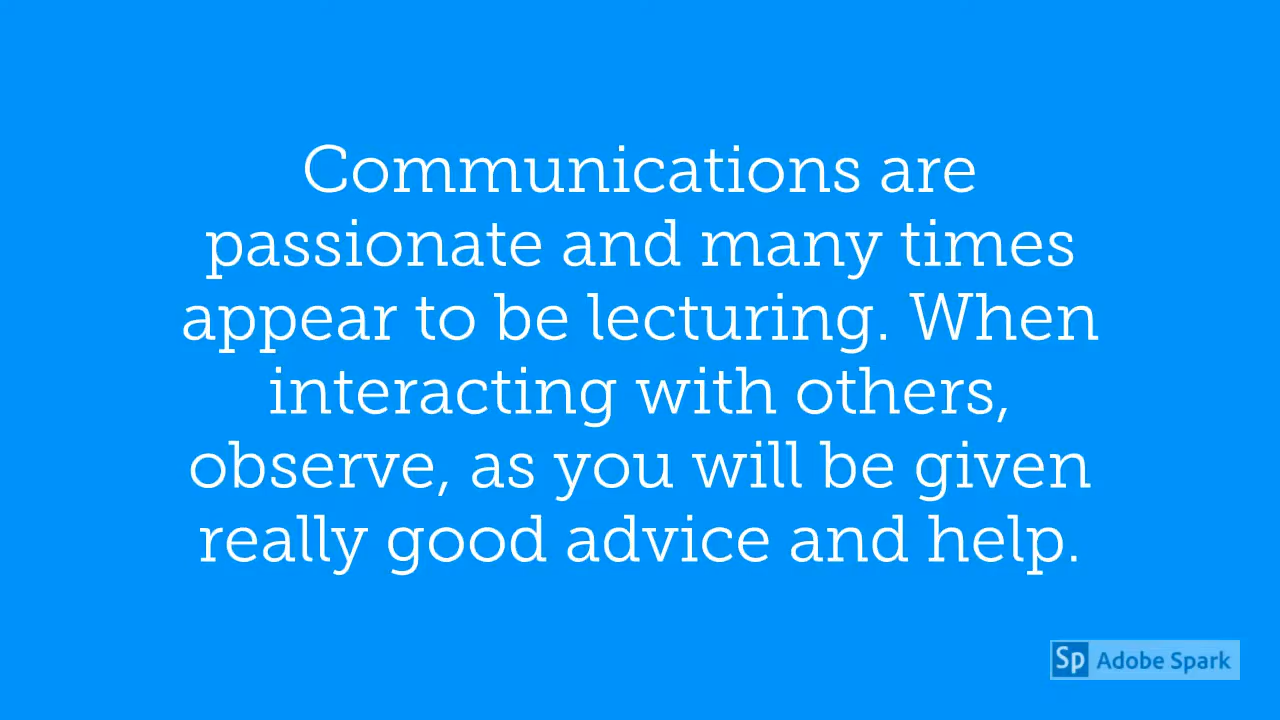 Communications are
passionate and many times
appear to be lecturing. When
interacting with others,
observe, as you will be given
really good advice and help.
Sp Adobe Spark